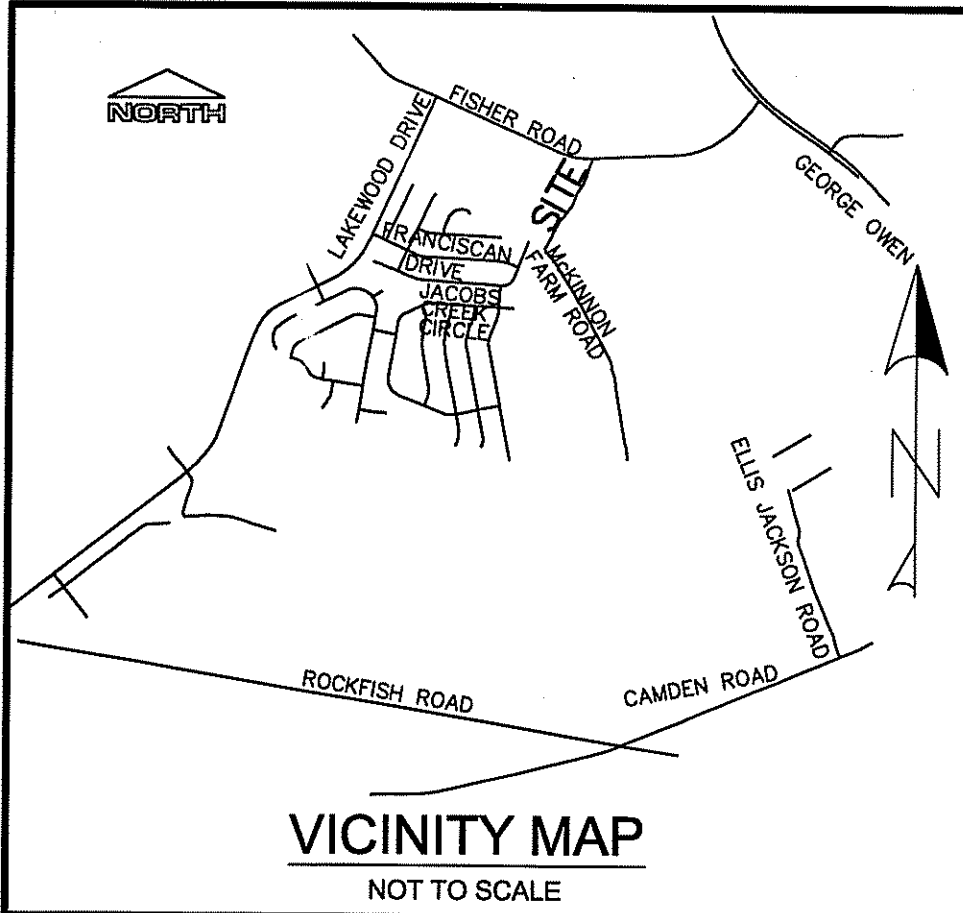 NORTH
FISHER ROAD
LAKEWOOD DRIVE
SITE
GEORGE OWEN
FRANCISCAN
DRIVE
McKINNON
FARM ROAD
JACOBS
CREEK
CIRCLE
N
ELLIS JACKSON ROAD
ROCKFISH ROAD
CAMDEN ROAD
VICINITY MAP
NOT TO SCALE